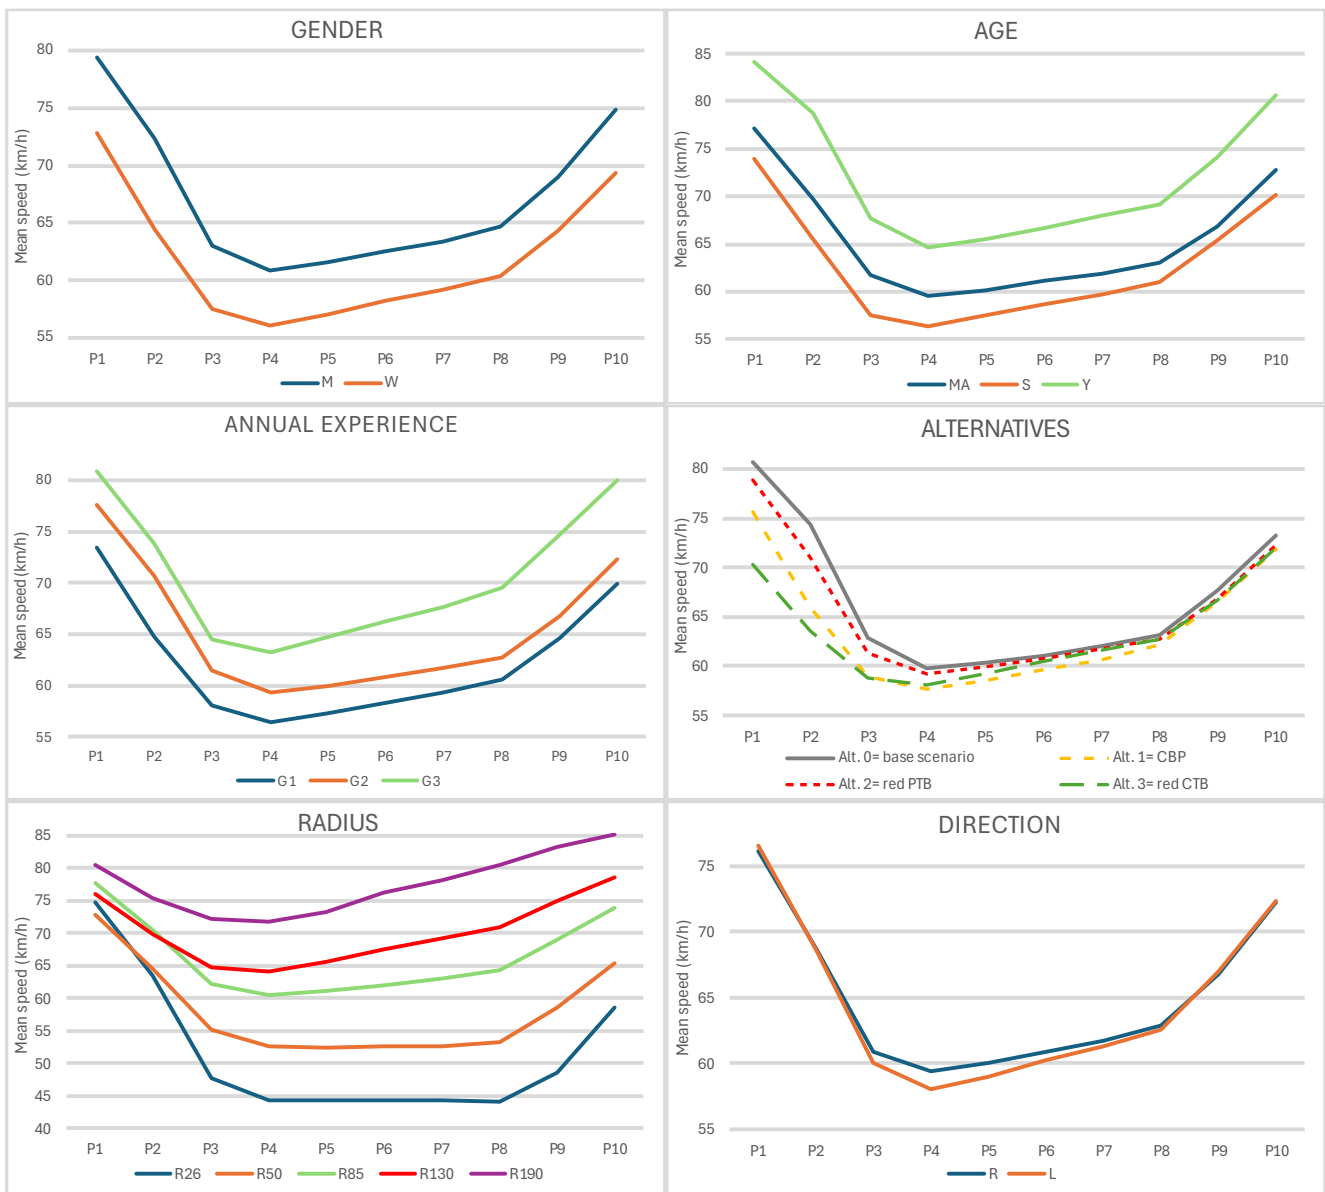 GENDER
80
75
70
65
60
55
Mean speed (km/h)
P1 P2 P3 P4 P5 P6 P7 P8 P9 P10
M W
AGE
85
80
75
70
65
60
55
Mean speed (km/h)
P1 P2 P3 P4 P5 P6 P7 P8 P9 P10
MA S Y
ANNUAL EXPERIENCE
80
75
70
65
60
55
Mean speed (km/h)
P1 P2 P3 P4 P5 P6 P7 P8 P9 P10
G1 G2 G3
ALTERNATIVES
80
75
70
65
60
55
Mean speed (km/h)
P1 P2 P3 P4 P5 P6 P7 P8 P9 P10
Alt. 0= base scenario Alt. 1= CBP
Alt. 2= red PTB Alt. 3= red CTB
RADIUS
85
80
75
70
65
60
55
50
45
40
Mean speed (km/h)
P1 P2 P3 P4 P5 P6 P7 P8 P9 P10
R26 R50 R85 R130 R190
DIRECTION
75
70
65
60
55
Mean speed (km/h)
P1 P2 P3 P4 P5 P6 P7 P8 P9 P10
R L